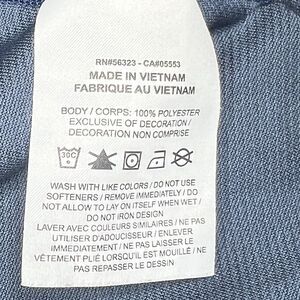 RN#56323 - CA#05553
MADE IN VIETNAM
FABRIQUE AU VIETNAM
BODY / CORPS: 100% POLYESTER
EXCLUSIVE OF DECORATION /
DECORATION NON COMPRISE
30C
WASH WITH LIKE COLORS / DO NOT USE
SOFTENERS / REMOVE IMMEDIATELY / DO
NOT ALLOW TO LAY ON ITSELF WHEN WET /
DO NOT IRON DESIGN
LAVER AVEC COULEURS SIMILAIRES / NE PAS
UTILISER D'ADOUCISSEUR / ENLEVER
IMMÉDIATEMENT / NE PAS LAISSER LE
VÊTEMENT PLIÉ LORSQU'IL EST MOUILLÉ / NE
PAS REPASSER LE DESSIN